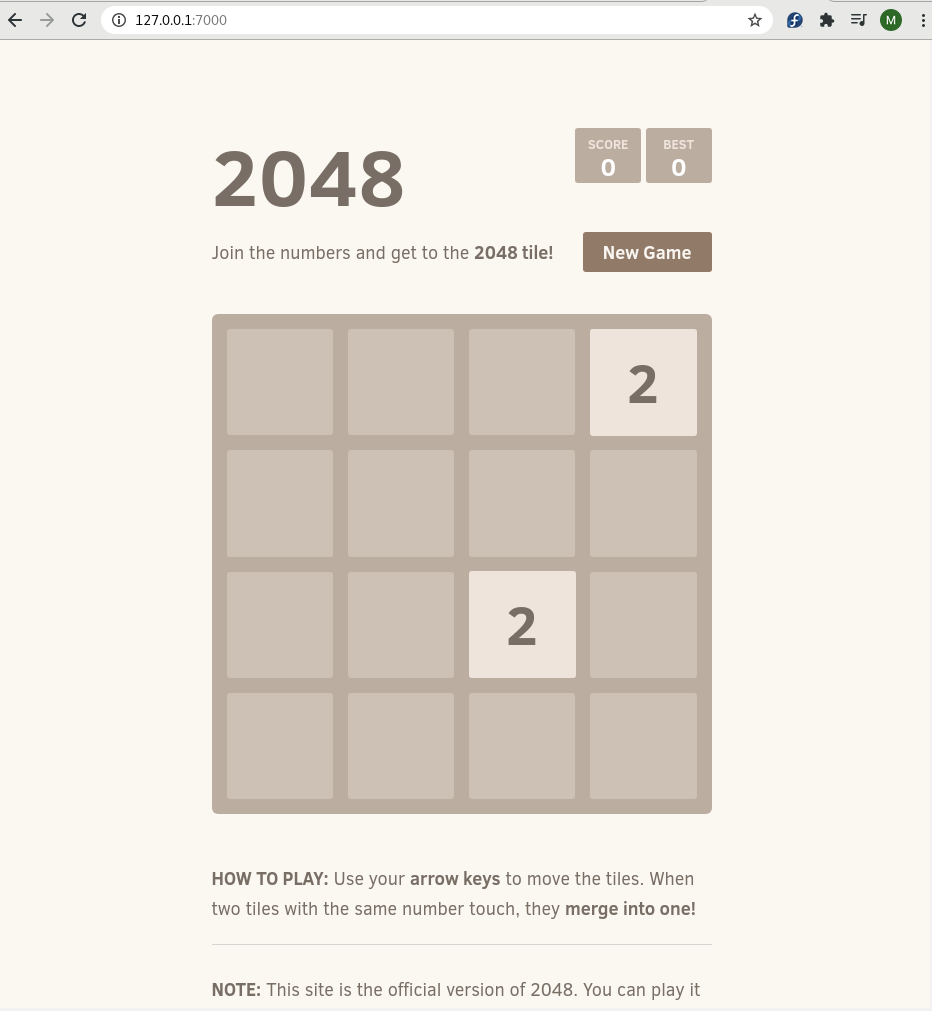 127.0.0.1:7000
M
2048
SCORE
0
BEST
0
Join the numbers and get to the 2048 tile!
New Game
2
2
HOW TO PLAY: Use your arrow keys to move the tiles. When
two tiles with the same number touch, they merge into one!
NOTE: This site is the official version of 2048. You can play it